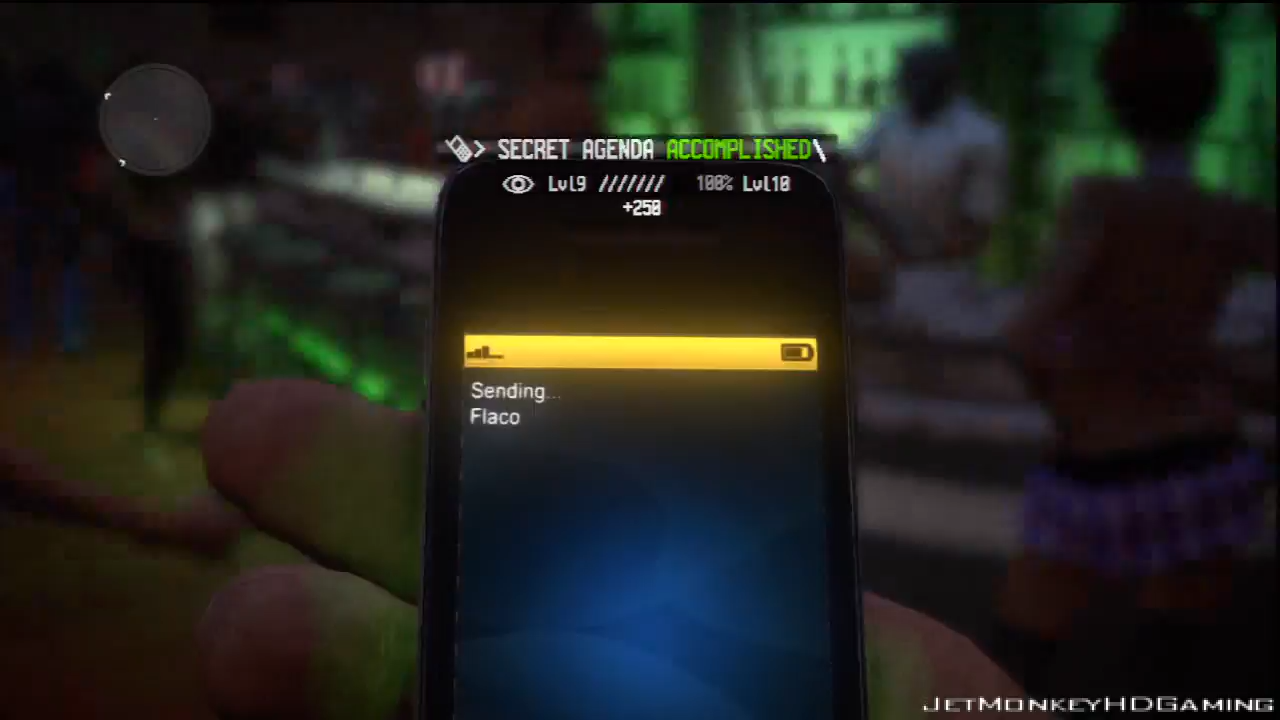 SECRET AGENDA ACCOMPLISHED\
Lvl9 /////// 100% Lvl10
+250
Sending...
Flaco
JetMonkeyHDGaming